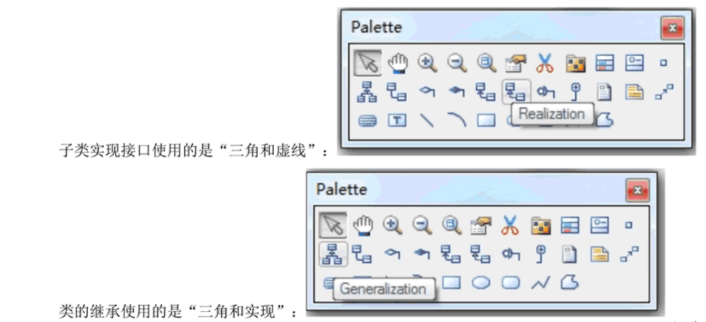 Palette
Realization
子类实现接口使用的是“三角和虚线”：
Palette
Generalization
类的继承使用的是“三角和实现”：